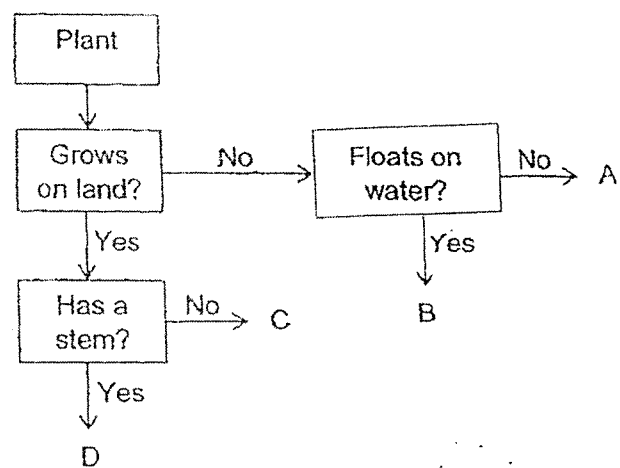 Plant
Grows
on land?
No
Floats on
water?
No
A
Yes
Yes
B
Has a
stem?
No
C
Yes
D